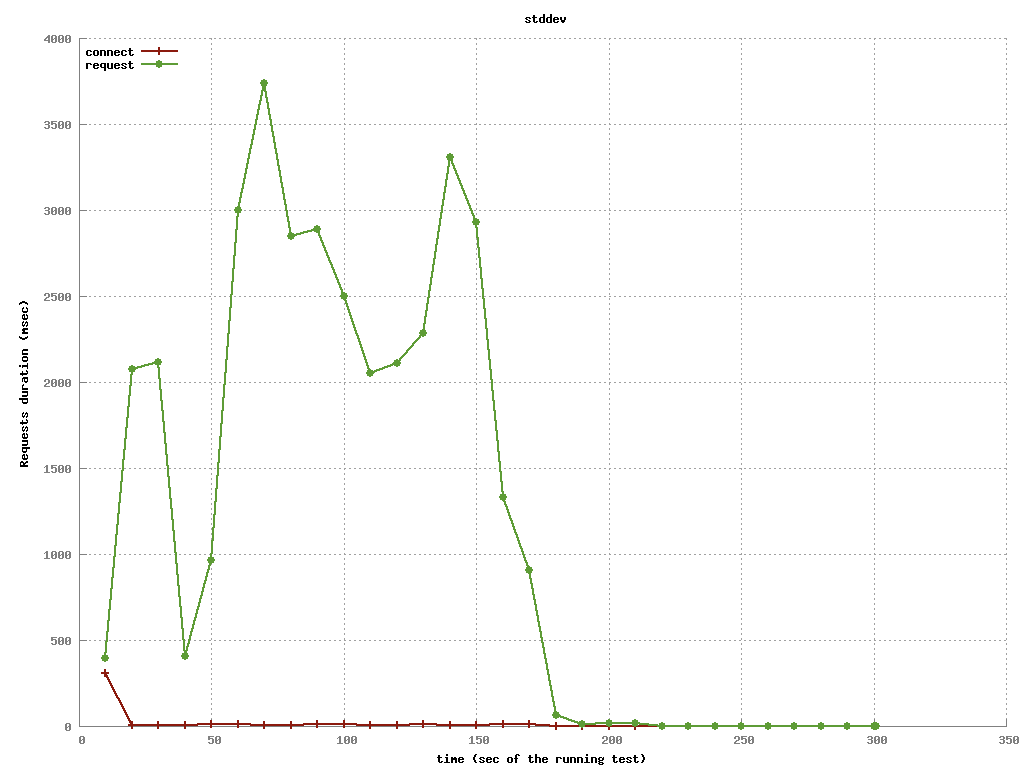 stddev
connect
request
4000
3500
3000
2500
2000
1500
1000
500
0
Requests duration (msec)
0 50 100 150 200 250 300 350
time (sec of the running test)